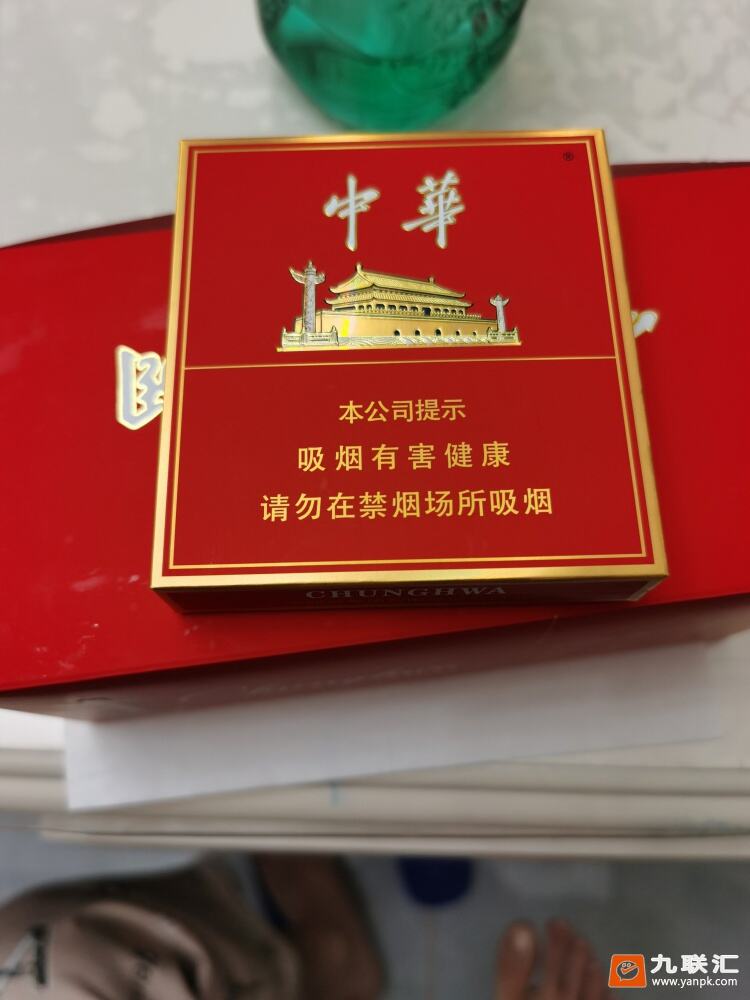 中華
®
本公司提示
吸烟有害健康
请勿在禁烟场所吸烟
CHUNGHWA
九联汇
www.yanpk.com